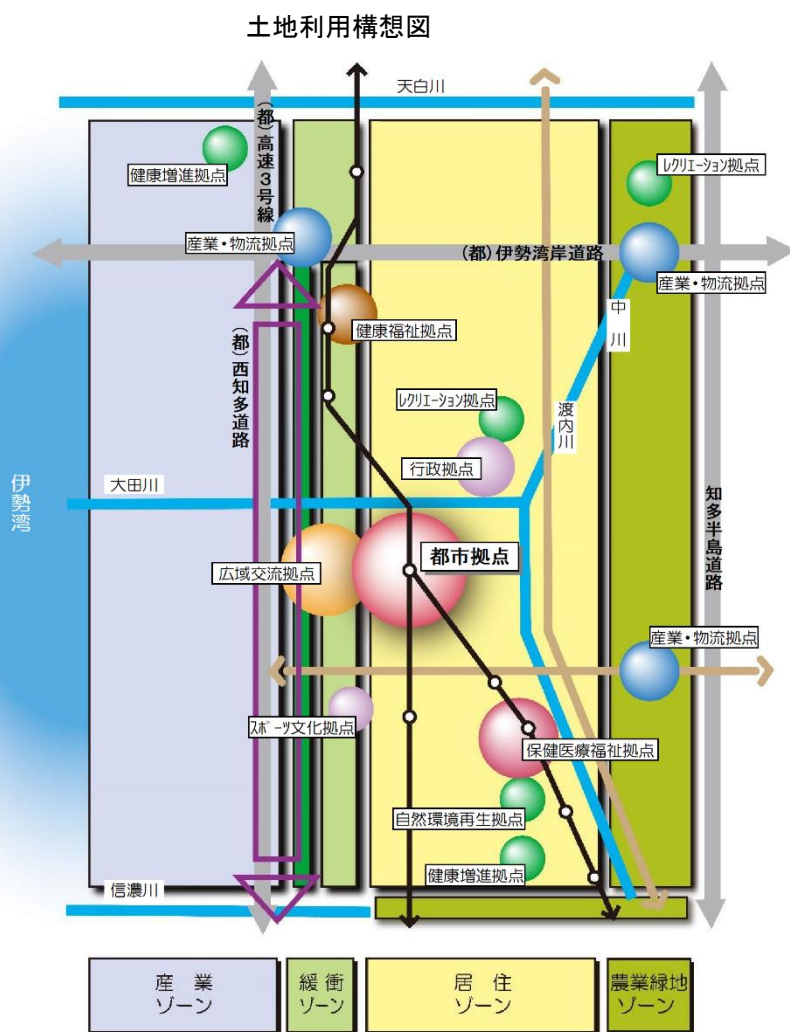 土地利用構想図
天白川
(都)高速3号線
健康増進拠点
レクリエーション拠点
産業・物流拠点
(都)伊勢湾岸道路
産業・物流拠点
中川
健康福祉拠点
(都)西知多道路
レクリエーション拠点
渡内川
行政拠点
伊勢湾
大田川
知多半島道路
都市拠点
広域交流拠点
産業・物流拠点
スポーツ文化拠点
保健医療福祉拠点
自然環境再生拠点
健康増進拠点
信濃川
産業
ゾーン
緩衝
ゾーン
居住
ゾーン
農業緑地
ゾーン